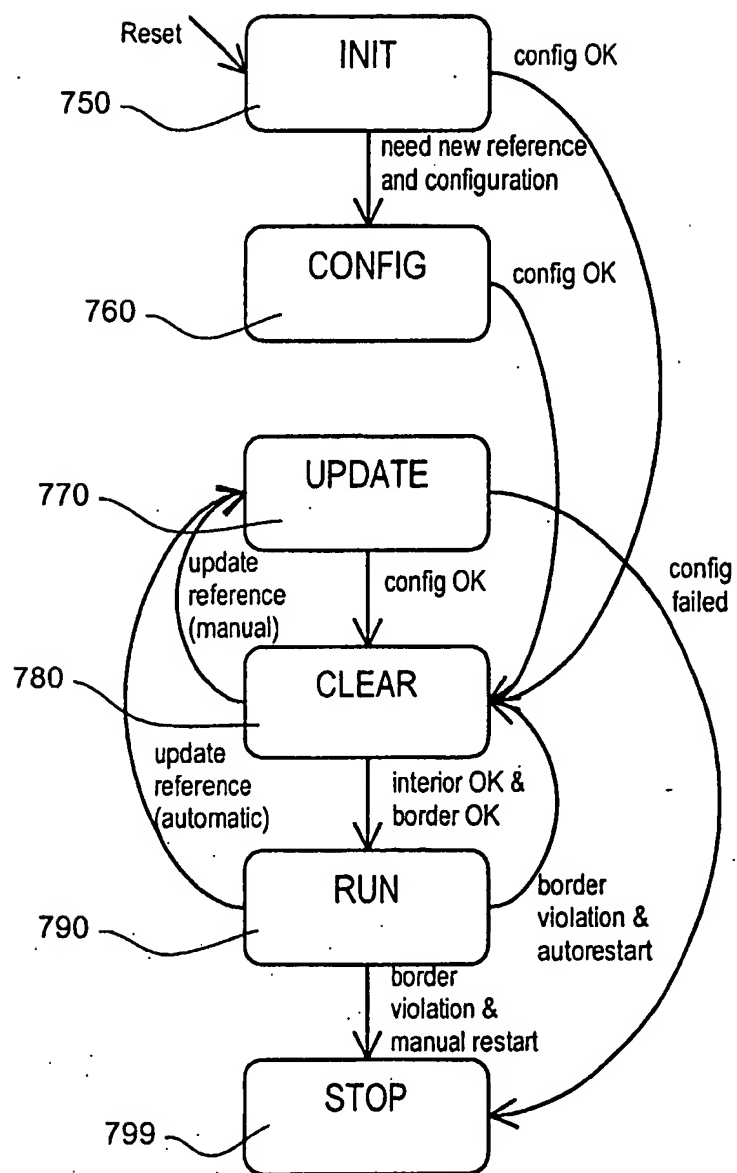 Reset
INIT
config OK
750
need new reference
and configuration
CONFIG
config OK
760
UPDATE
770
update
reference
(manual)
config OK
config
failed
780
CLEAR
update
reference
(automatic)
interior OK &
border OK
RUN
790
border
violation &
autorestart
border
violation &
manual restart
STOP
799